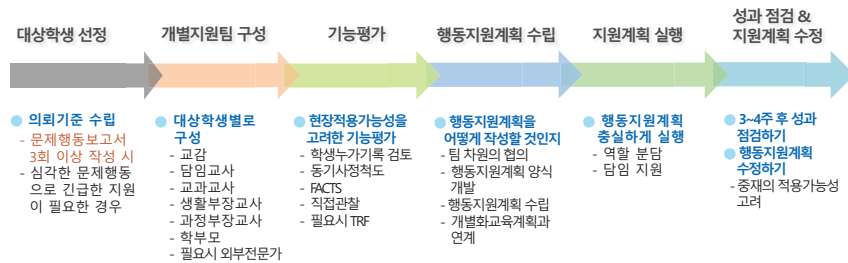 대상학생 선정
개별지원팀 구성
기능평가
행동지원계획 수립
지원계획 실행
성과 점검 &
지원계획 수정
의뢰기준 수립
- 문제행동보고서
3회 이상 작성 시
- 심각한 문제행동
으로 긴급한 지원
이 필요한 경우
대상학생별로
구성
- 교감
- 담임교사
- 교과교사
- 생활부장교사
- 과정부장교사
- 학부모
- 필요시 외부전문가
현장적용가능성을
고려한 기능평가
- 학생누가기록 검토
- 동기사정척도
- FACTS
- 직접관찰
- 필요시 TRF
행동지원계획을
어떻게 작성할 것인지
- 팀 차원의 협의
- 행동지원계획 양식
개발
- 행동지원계획 수립
- 개별화교육계획과
연계
행동지원계획
충실하게 실행
- 역할 분담
- 담임 지원
3~4주 후 성과
점검하기
행동지원계획
수정하기
- 중재의 적용가능성
고려